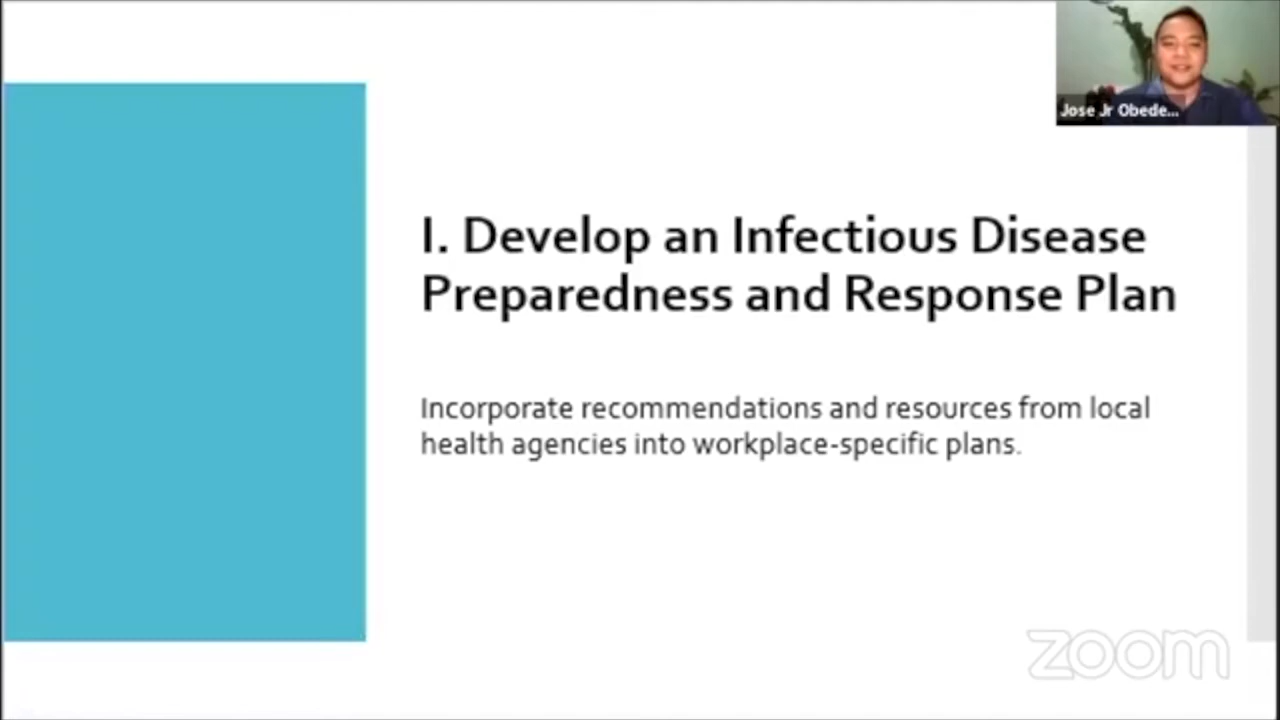 Jose Jr Obede...
I. Develop an Infectious Disease
Preparedness and Response Plan
Incorporate recommendations and resources from local
health agencies into workplace-specific plans.
zoom